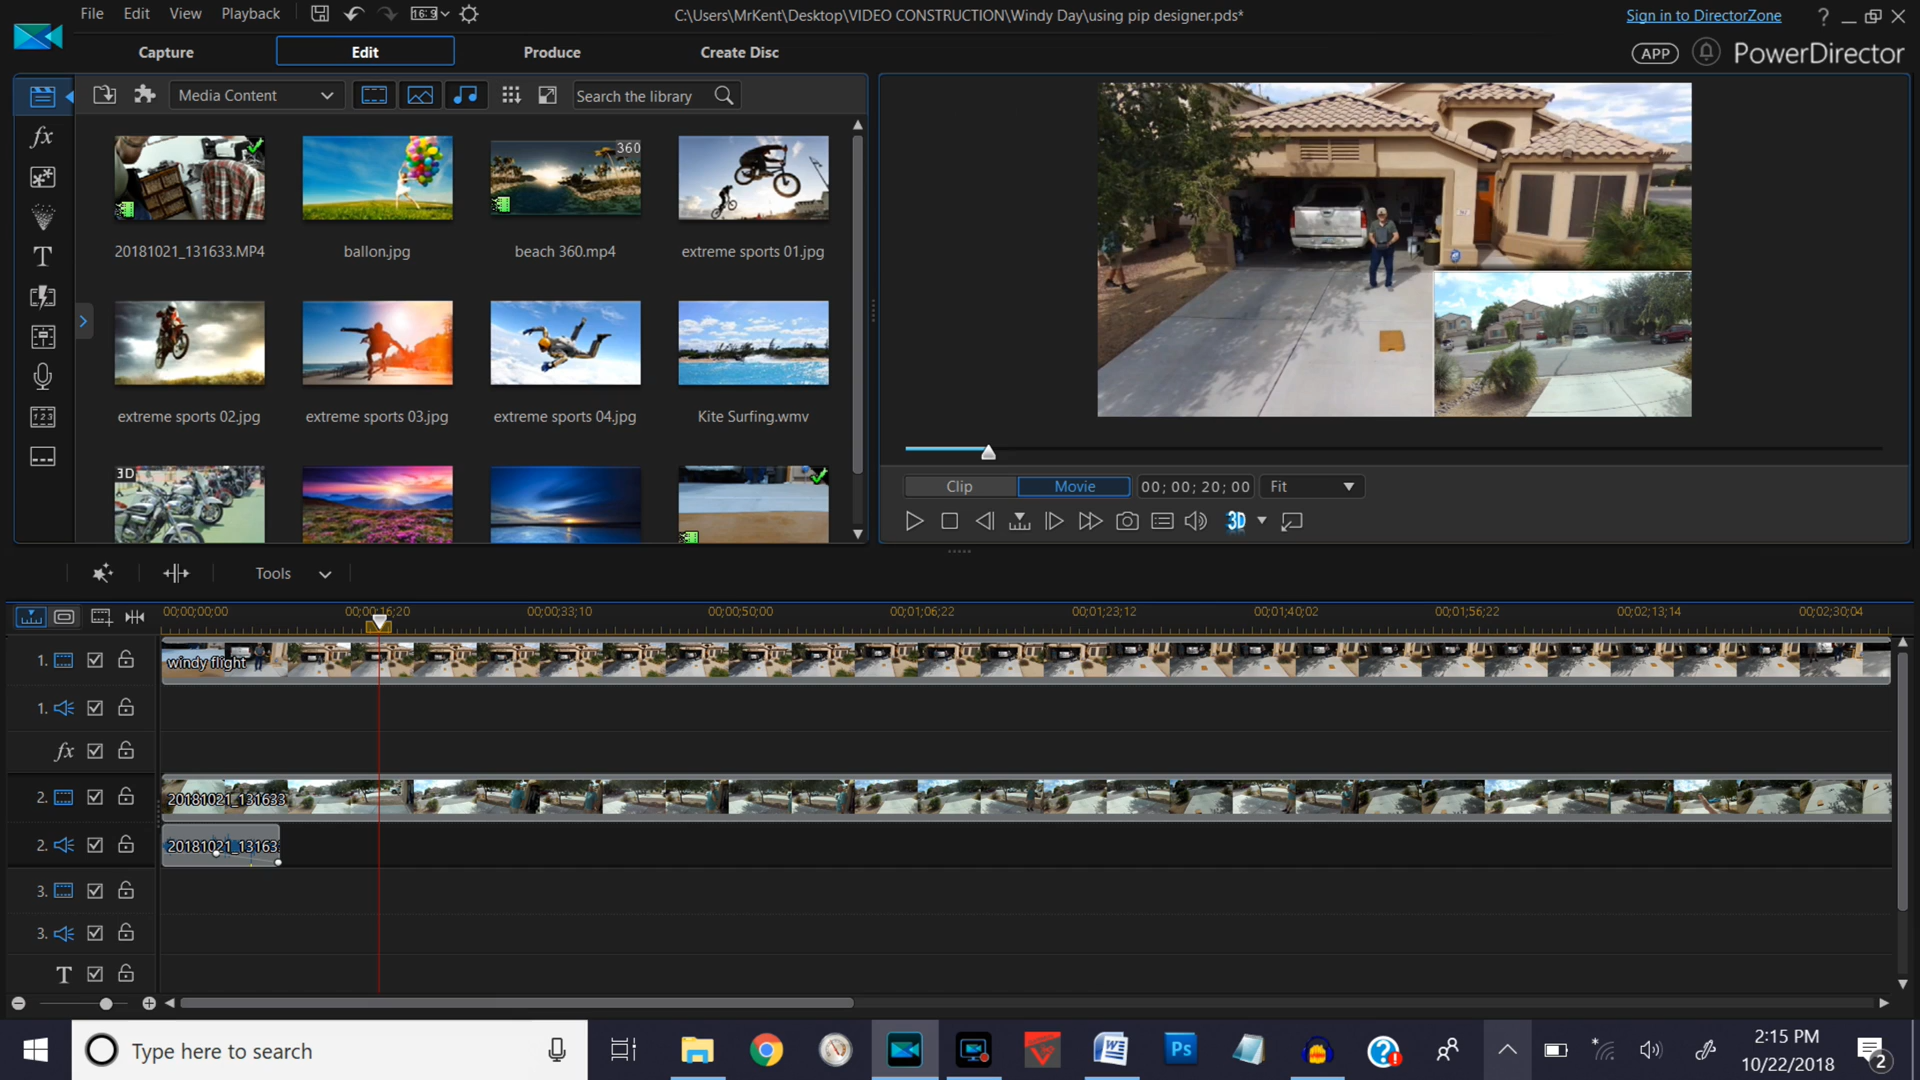 File Edit View Playback 16:9 C:\Users\MrKent\Desktop\VIDEO CONSTRUCTION\Windy Day\using pip designer.pds* Sign in to DirectorZone ?
Capture Edit Produce Create Disc APP PowerDirector
Media Content Search the library
fx
T
360
20181021_131633.MP4 ballon.jpg beach 360.mp4 extreme sports 01.jpg
extreme sports 02.jpg extreme sports 03.jpg extreme sports 04.jpg Kite Surfing.wmv
3D
Clip Movie 00; 00; 20; 00 Fit
3D
Tools
00;00;00;00 00;00;16;20 00;00;33;10 00;00;50;00 00;01;06;22 00;01;23;12 00;01;40;02 00;01;56;22 00;02;13;14 00;02;30;04
1. windy flight
1.
fx
2. 20181021_131633
2. 20181021_13163
3.
3.
T
Type here to search
W
Ps
2:15 PM
10/22/2018
2